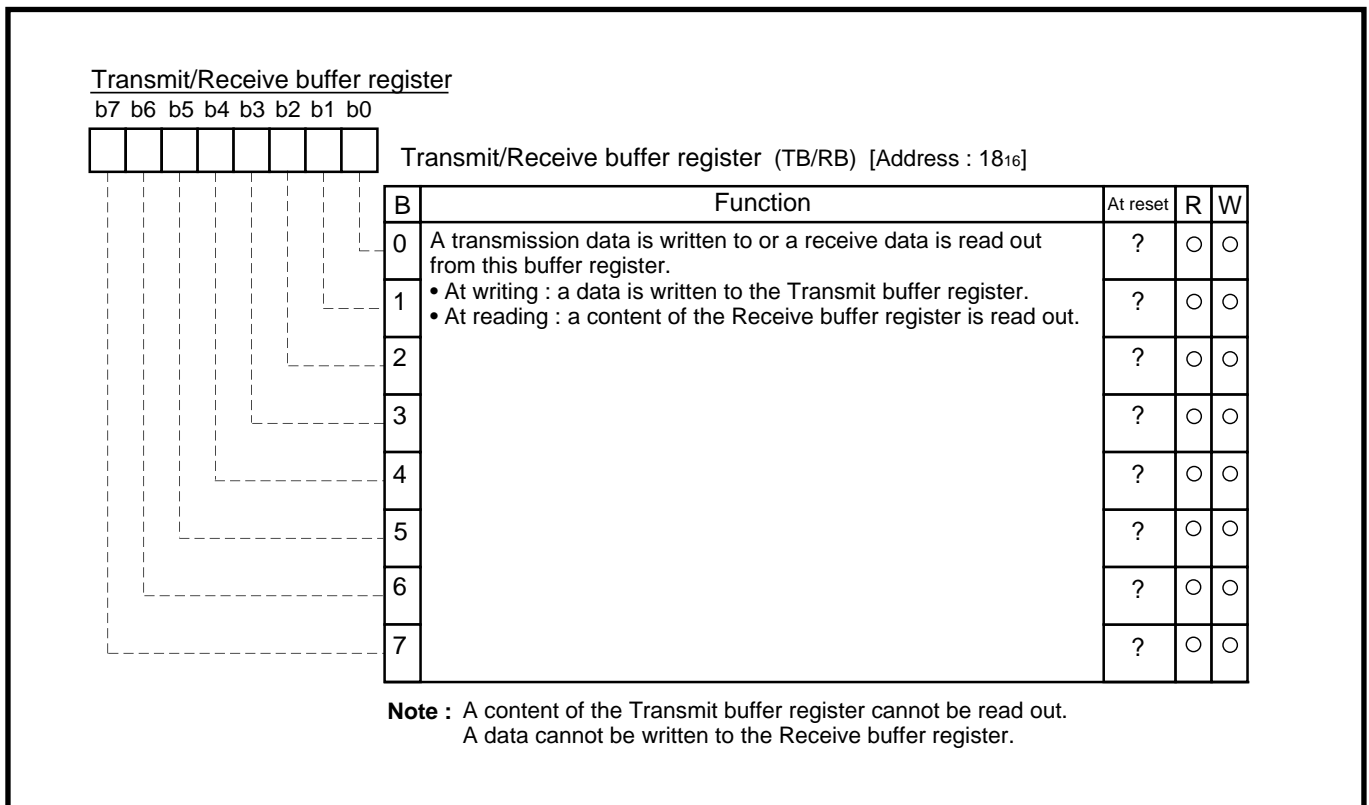 Transmit/Receive buffer register
b7 b6 b5 b4 b3 b2 b1 b0
Transmit/Receive buffer register (TB/RB) [Address : 18₁₆]
B Function At reset R W
0 A transmission data is written to or a receive data is read out ? ○ ○
from this buffer register.
1 • At writing : a data is written to the Transmit buffer register. ? ○ ○
• At reading : a content of the Receive buffer register is read out.
2 ? ○ ○
3 ? ○ ○
4 ? ○ ○
5 ? ○ ○
6 ? ○ ○
7 ? ○ ○
Note : A content of the Transmit buffer register cannot be read out.
A data cannot be written to the Receive buffer register.